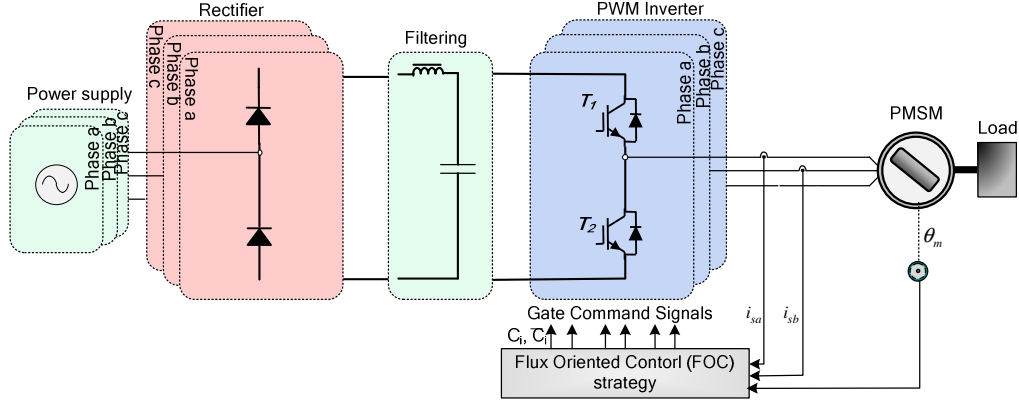 Rectifier
PWM Inverter
Filtering
Power supply
Phase a
Phase b
Phase c
Phase c
Phase b
Phase a
Phase a
Phase b
Phase c
T1
T2
PMSM
Load
θm
isa
isb
Gate Command Signals
Ci, C̅i
Flux Oriented Contorl (FOC)
strategy